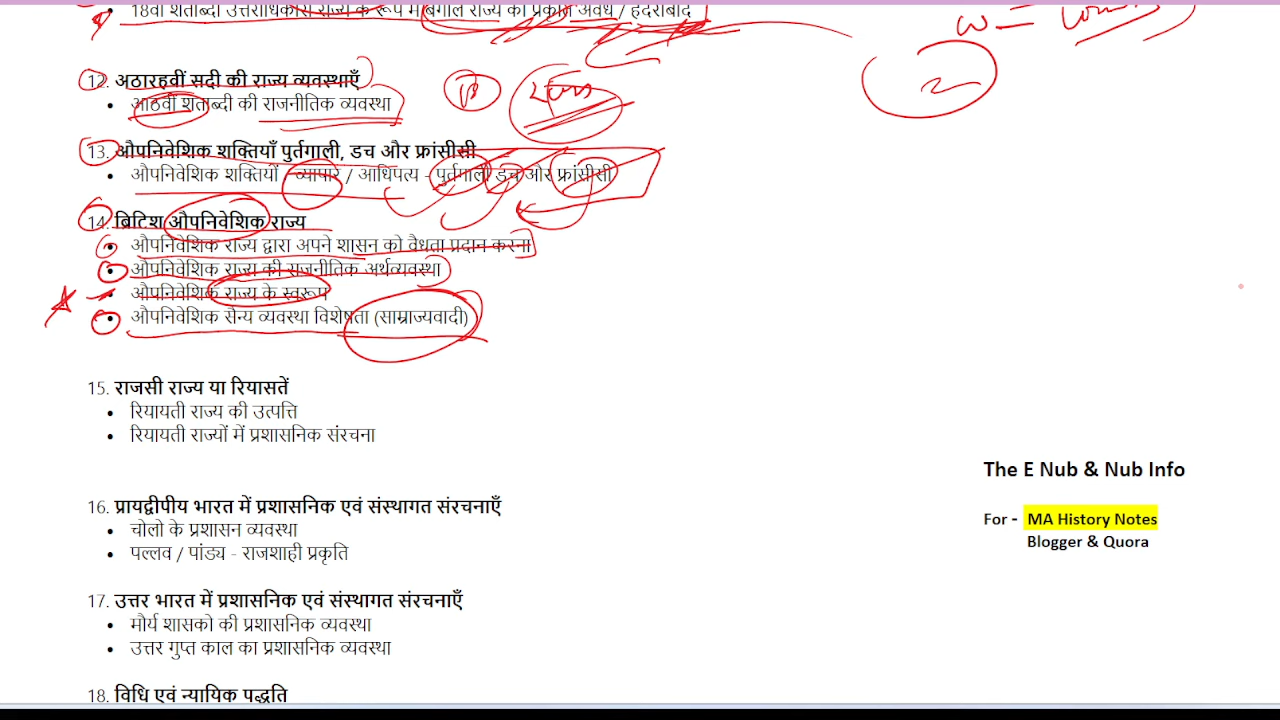 18वी शताब्दी उत्तराधिकारी राज्य के रूप में बंगाल राज्य की प्रकृति अवध / हैदराबाद
12. अठारहवीं सदी की राज्य व्यवस्थाएँ
• आठवीं शताब्दी की राजनीतिक व्यवस्था
13. औपनिवेशिक शक्तियाँ पुर्तगाली, डच और फ्रांसीसी
• औपनिवेशिक शक्तियों - व्यापार / आधिपत्य - पुर्तगाली डच और फ्रांसीसी
14. ब्रिटिश औपनिवेशिक राज्य
• औपनिवेशिक राज्य द्वारा अपने शासन को वैधता प्रदान करना
• औपनिवेशिक राज्य की राजनीतिक अर्थव्यवस्था
• औपनिवेशिक राज्य के स्वरूप
• औपनिवेशिक सैन्य व्यवस्था विशेषता (साम्राज्यवादी)
15. राजसी राज्य या रियासतें
• रियायती राज्य की उत्पत्ति
• रियायती राज्यों में प्रशासनिक संरचना
The E Nub & Nub Info
For - MA History Notes
Blogger & Quora
16. प्रायद्वीपीय भारत में प्रशासनिक एवं संस्थागत संरचनाएँ
• चोलो के प्रशासन व्यवस्था
• पल्लव / पांड्य - राजशाही प्रकृति
17. उत्तर भारत में प्रशासनिक एवं संस्थागत संरचनाएँ
• मौर्य शासको की प्रशासनिक व्यवस्था
• उत्तर गुप्त काल का प्रशासनिक व्यवस्था
18. विधि एवं न्यायिक पद्धति